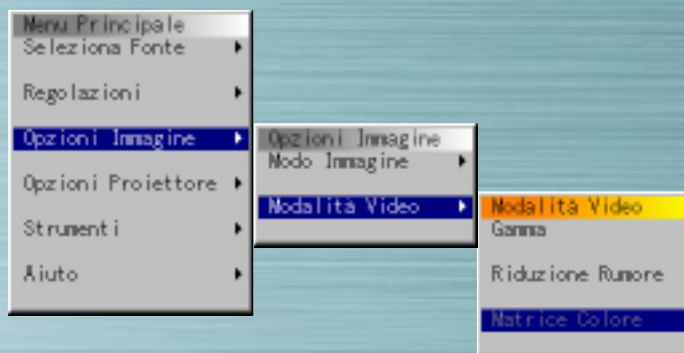 Menu Principale
Seleziona Fonte
Regolazioni
Opzioni Immagine
Opzioni Proiettore
Strumenti
Aiuto
Opzioni Immagine
Modo Immagine
Modalità Video
Modalità Video
Gamma
Riduzione Rumore
Matrice Colore